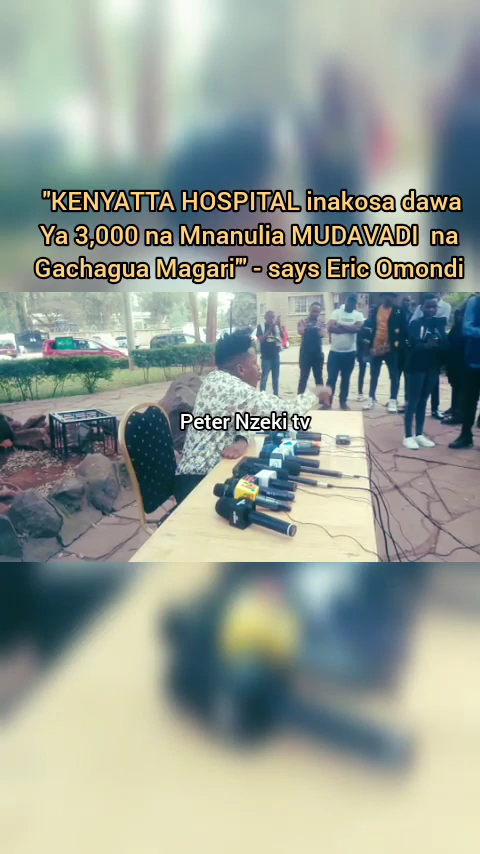 "KENYATTA HOSPITAL inakosa dawa
Ya 3,000 na Mnanulia MUDAVADI na
Gachagua Magari'" - says Eric Omondi
Peter Nzeki tv